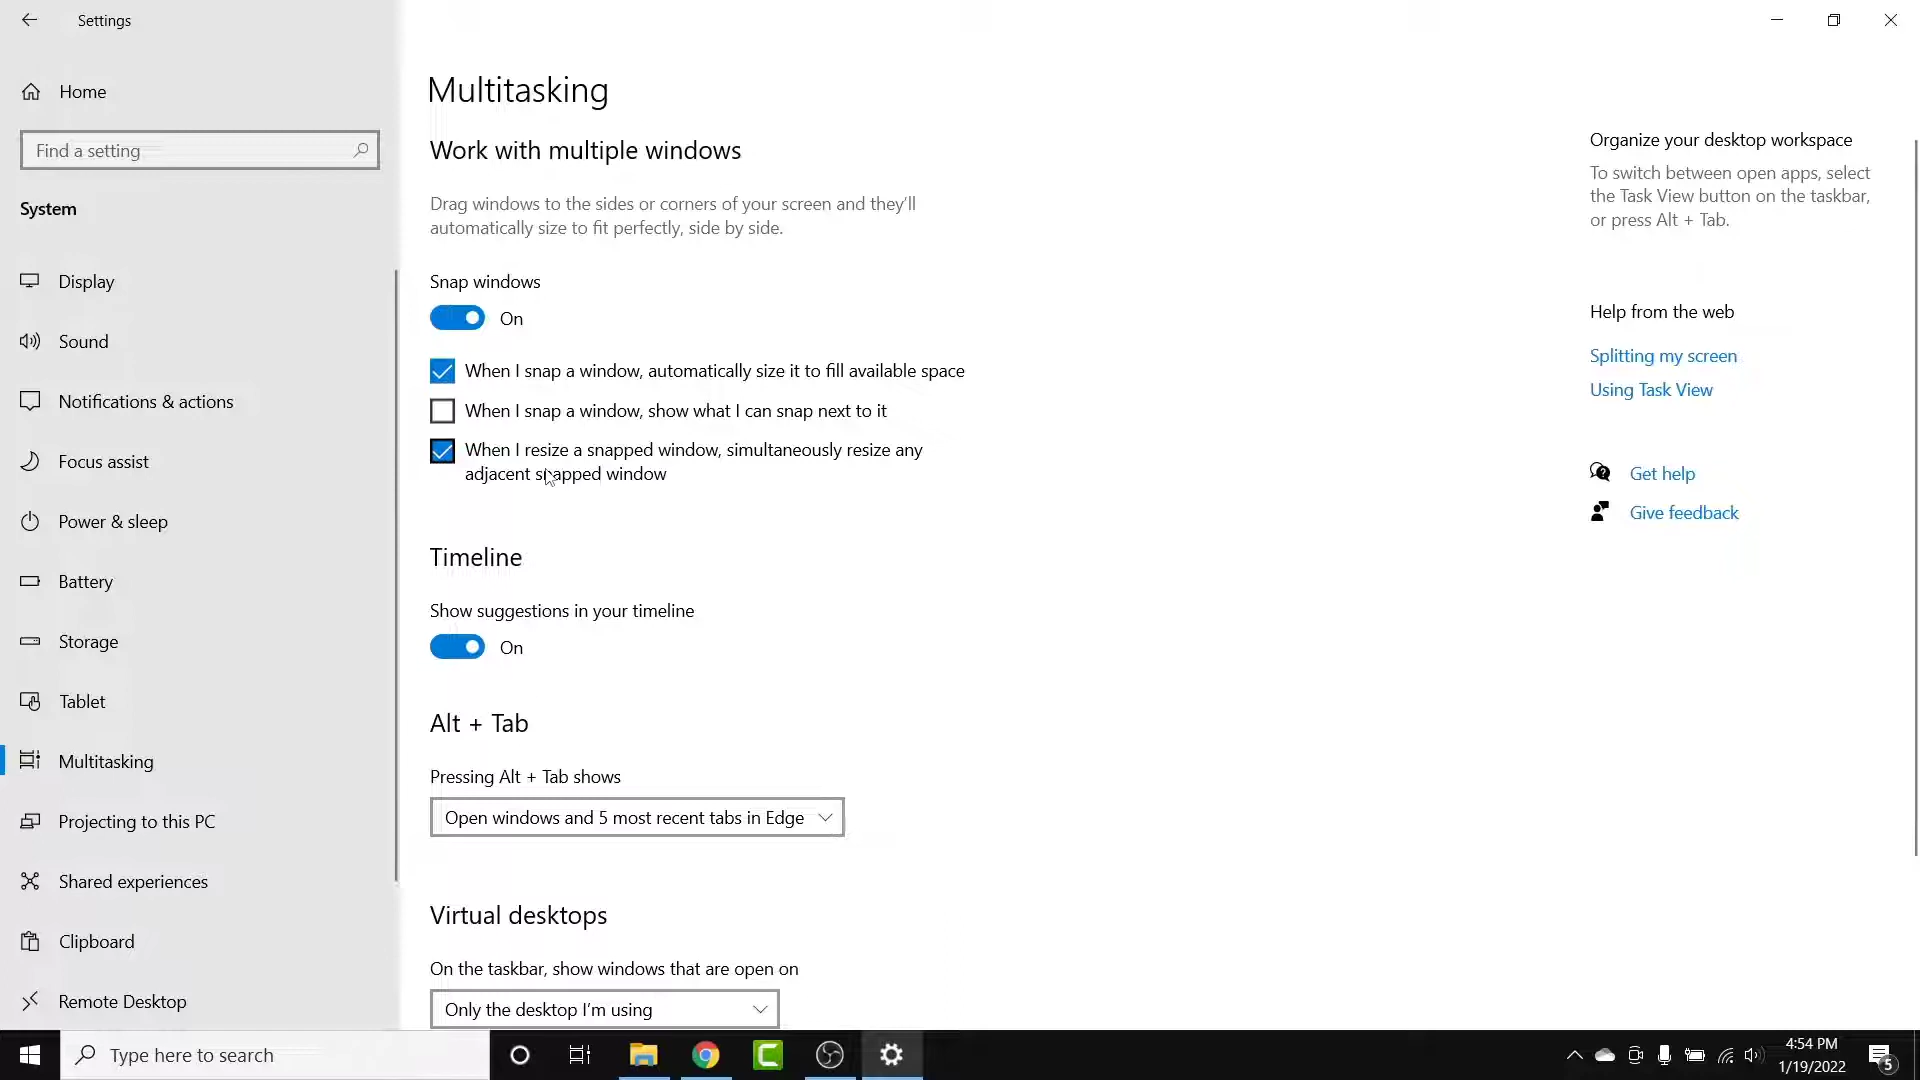 Settings
Home
Find a setting
System
Display
Sound
Notifications & actions
Focus assist
Power & sleep
Battery
Storage
Tablet
Multitasking
Projecting to this PC
Shared experiences
Clipboard
Remote Desktop
Multitasking
Work with multiple windows
Drag windows to the sides or corners of your screen and they'll
automatically size to fit perfectly, side by side.
Snap windows
On
When I snap a window, automatically size it to fill available space
When I snap a window, show what I can snap next to it
When I resize a snapped window, simultaneously resize any
adjacent snapped window
Timeline
Show suggestions in your timeline
On
Alt + Tab
Pressing Alt + Tab shows
Open windows and 5 most recent tabs in Edge
Virtual desktops
On the taskbar, show windows that are open on
Only the desktop I'm using
Organize your desktop workspace
To switch between open apps, select
the Task View button on the taskbar,
or press Alt + Tab.
Help from the web
Splitting my screen
Using Task View
Get help
Give feedback
Type here to search
4:54 PM
1/19/2022
5